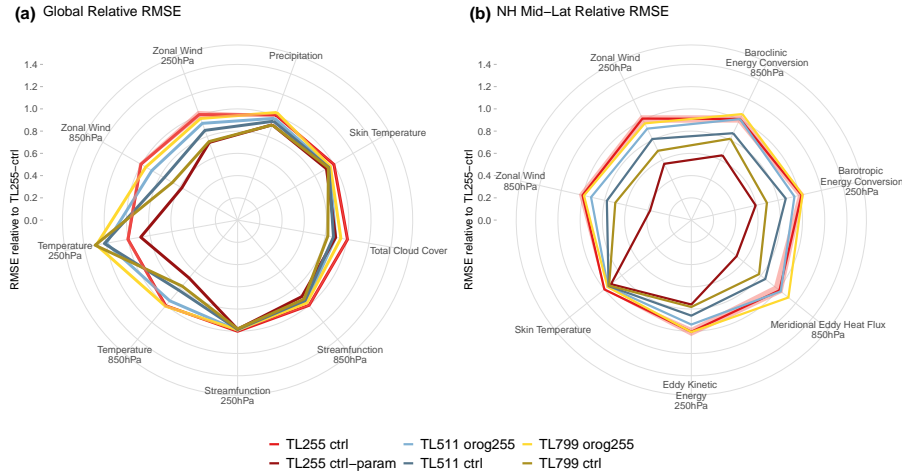 (a) Global Relative RMSE
Zonal Wind
250hPa
Precipitation
Zonal Wind
850hPa
Skin Temperature
Temperature
250hPa
Total Cloud Cover
Temperature
850hPa
Streamfunction
850hPa
Streamfunction
250hPa
RMSE relative to TL255−ctrl
1.4
1.2
1.0
0.8
0.6
0.4
0.2
0.0
(b) NH Mid−Lat Relative RMSE
Zonal Wind
250hPa
Baroclinic
Energy Conversion
850hPa
Zonal Wind
850hPa
Barotropic
Energy Conversion
250hPa
Skin Temperature
Meridional Eddy Heat Flux
850hPa
Eddy Kinetic
Energy
250hPa
RMSE relative to TL255−ctrl
1.4
1.2
1.0
0.8
0.6
0.4
0.2
0.0
TL255 ctrl
TL511 orog255
TL799 orog255
TL255 ctrl−param
TL511 ctrl
TL799 ctrl